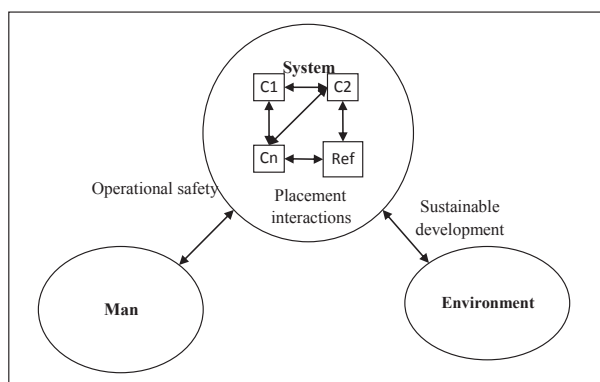 System
C1
C2
Cn
Ref
Operational safety
Placement
interactions
Sustainable
development
Man
Environment